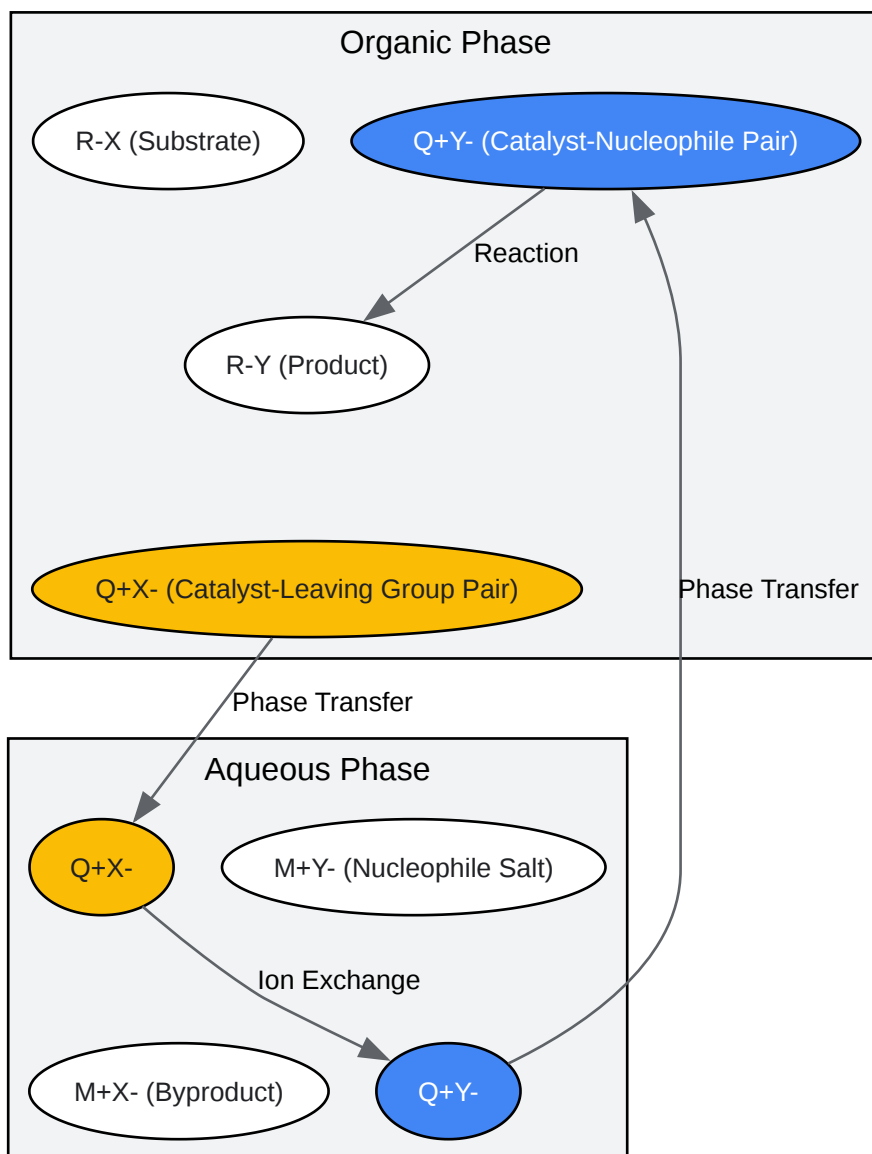 Organic Phase
R-X (Substrate)
Q+Y- (Catalyst-Nucleophile Pair)
Reaction
R-Y (Product)
Q+X- (Catalyst-Leaving Group Pair)
Phase Transfer
Phase Transfer
Aqueous Phase
Q+X-
M+Y- (Nucleophile Salt)
Ion Exchange
M+X- (Byproduct)
Q+Y-